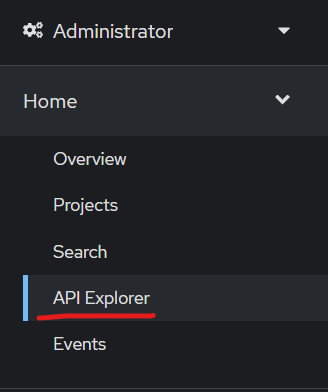 Administrator
Home
Overview
Projects
Search
API Explorer
Events